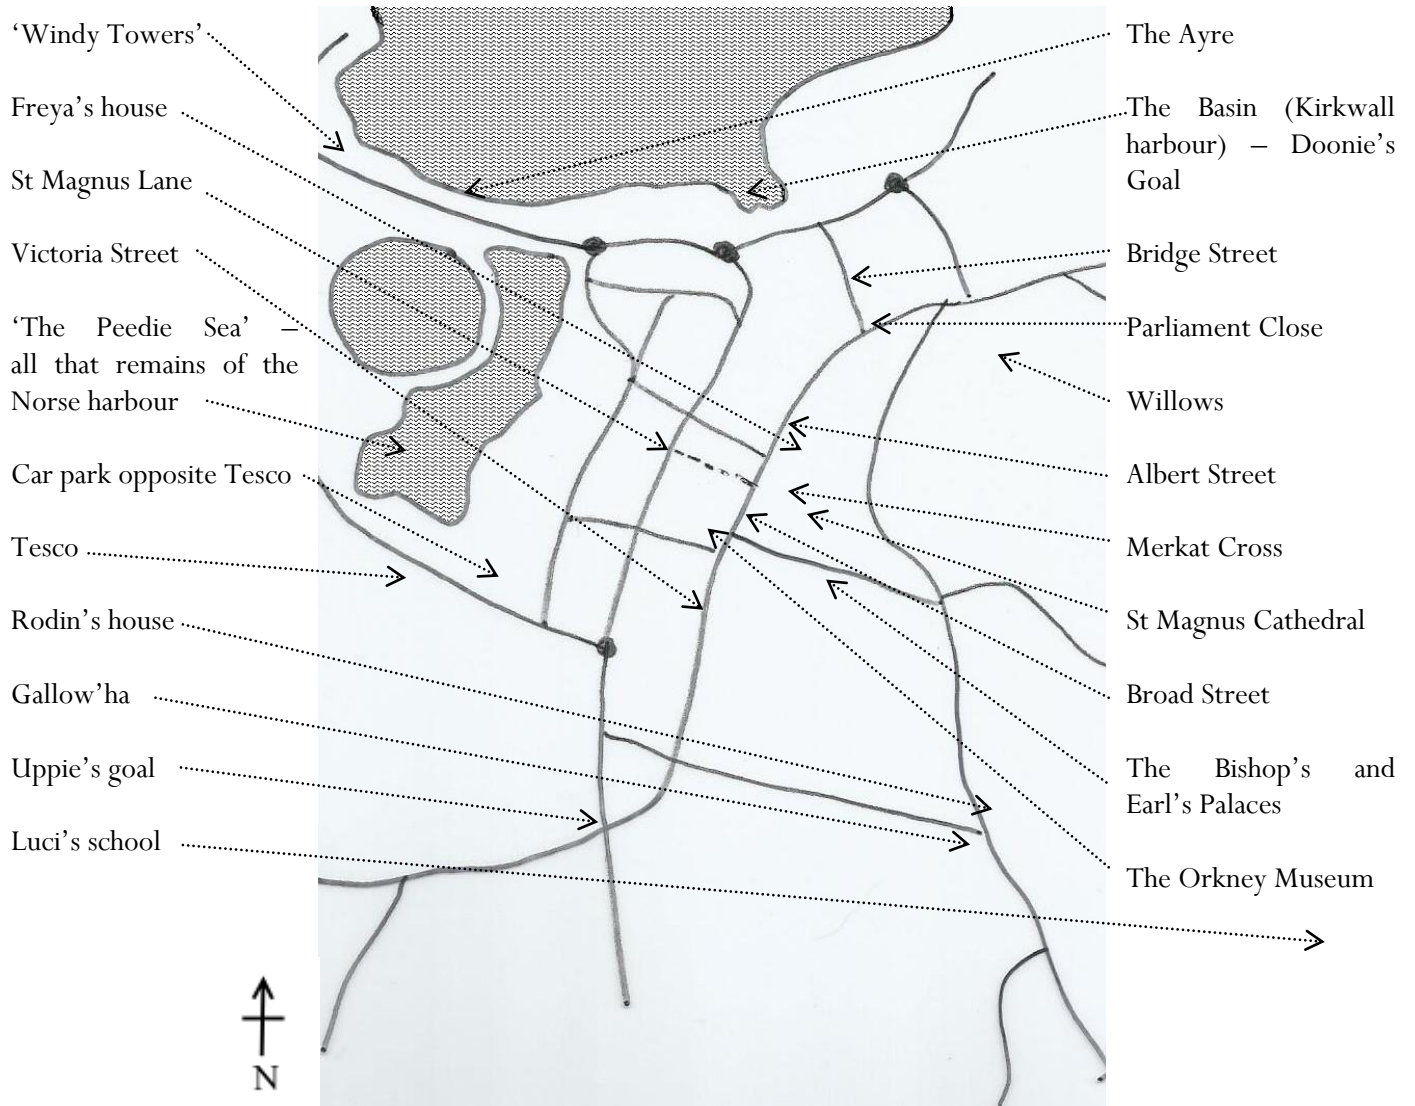 ‘Windy Towers’
Freya’s house
St Magnus Lane
Victoria Street
‘The Peedie Sea’ –
all that remains of the
Norse harbour
Car park opposite Tesco
Tesco
Rodin’s house
Gallow’ha
Uppie’s goal
Luci’s school
N
The Ayre
The Basin (Kirkwall
harbour) – Doonie’s
Goal
Bridge Street
Parliament Close
Willows
Albert Street
Merkat Cross
St Magnus Cathedral
Broad Street
The Bishop’s and
Earl’s Palaces
The Orkney Museum